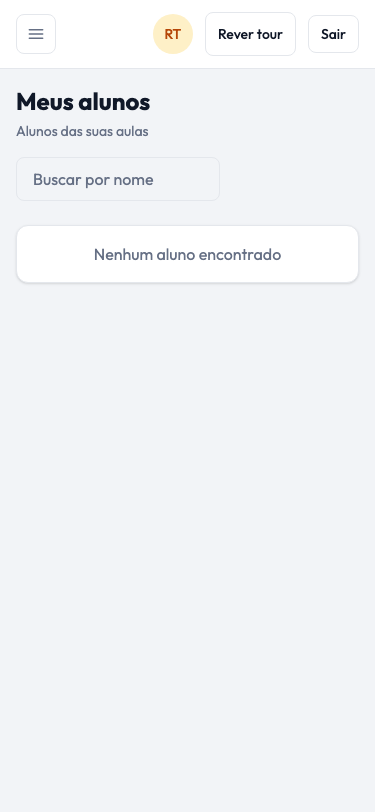 RT
Rever tour
Sair
Meus alunos
Alunos das suas aulas
Buscar por nome
Nenhum aluno encontrado